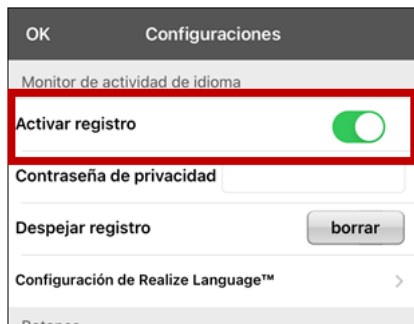 OK Configuraciones
Monitor de actividad de idioma
Activar registro
Contraseña de privacidad
Despejar registro borrar
Configuración de Realize Language™